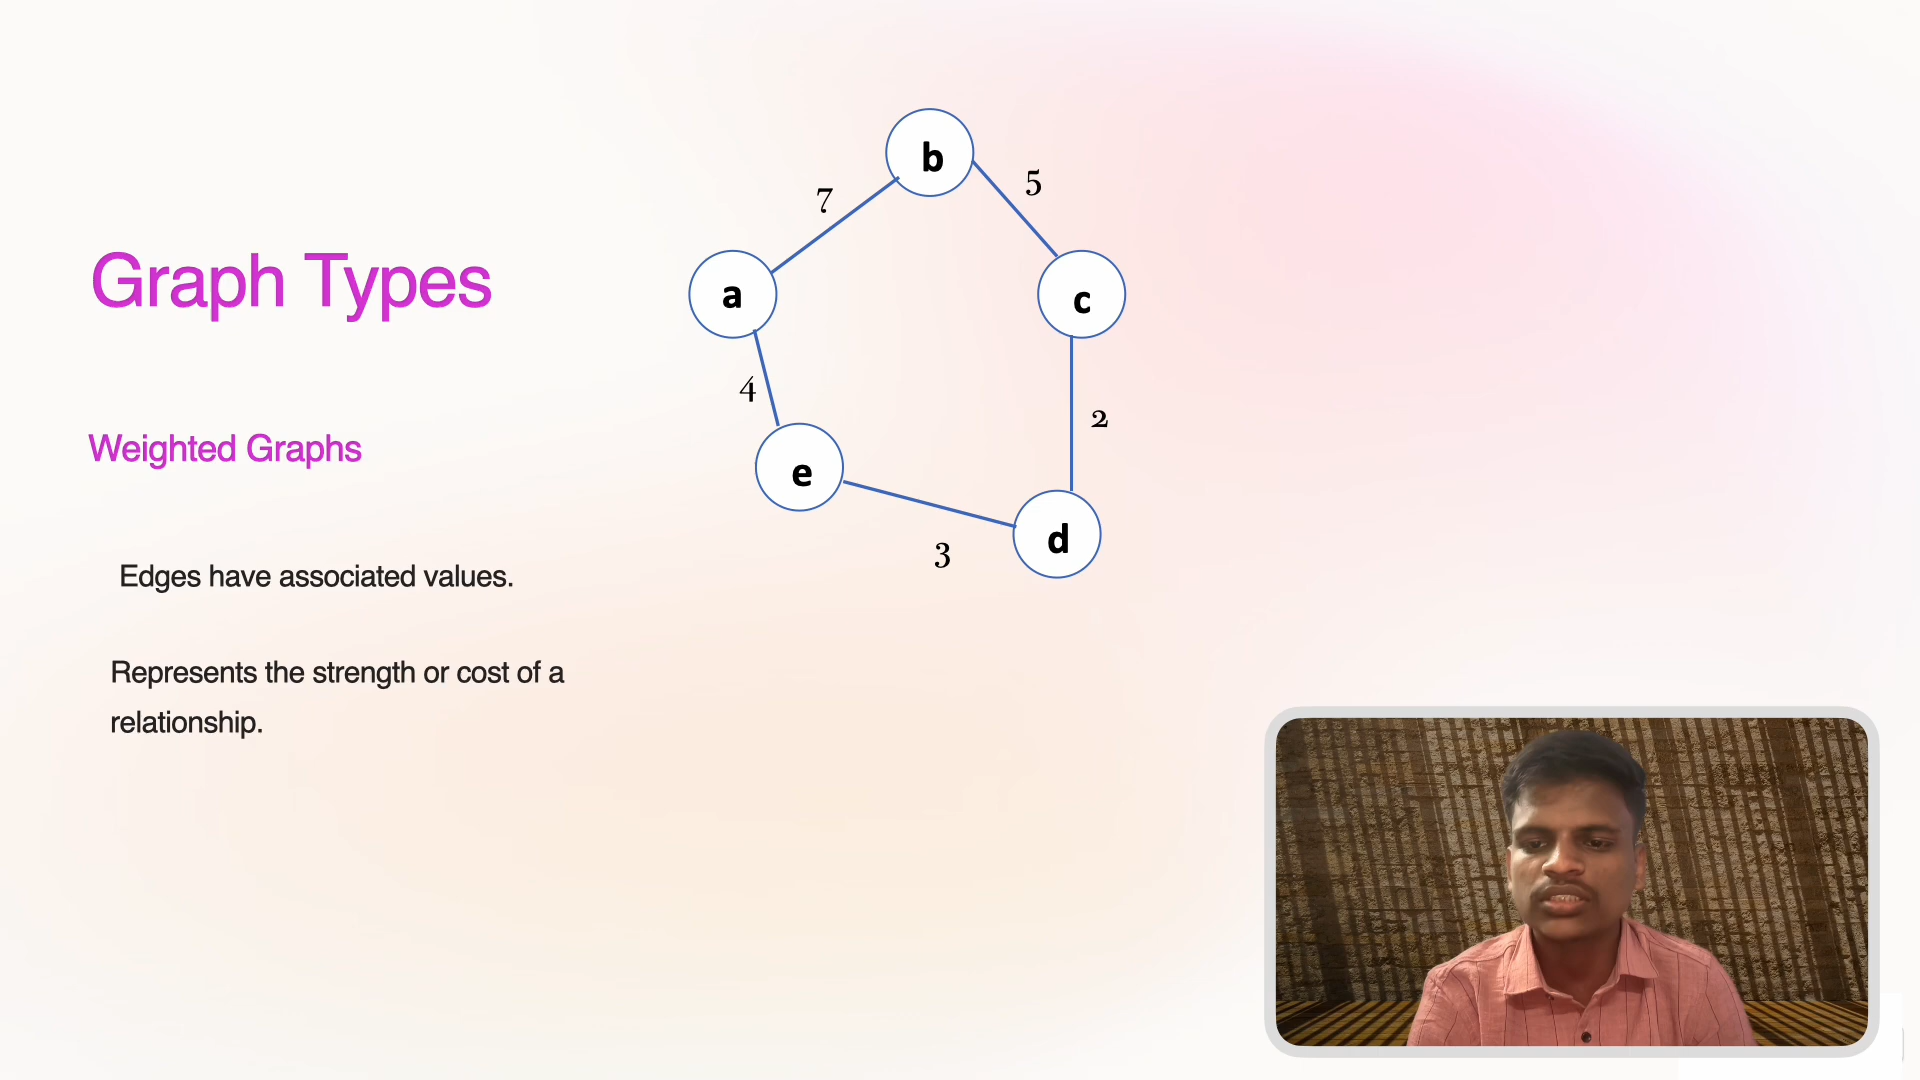 Graph Types
Weighted Graphs
Edges have associated values.
Represents the strength or cost of a
relationship.
b
5
7
a
c
4
2
e
d
3